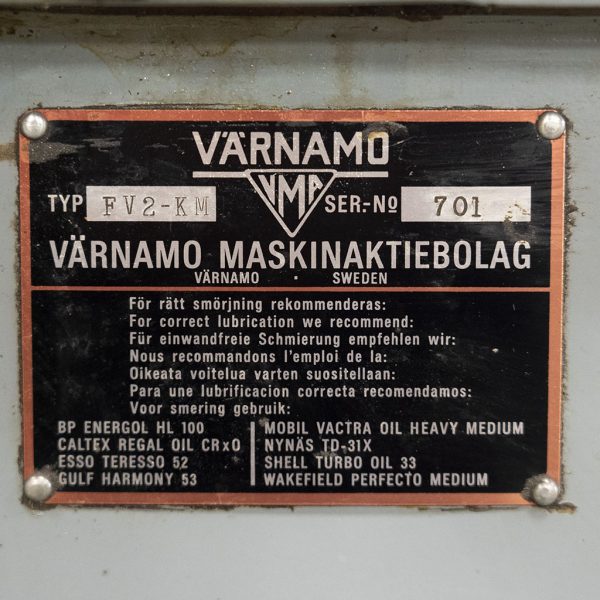 VÄRNAMO
VMA
TYP FV2-KM SER-No 701
VÄRNAMO MASKINAKTIEBOLAG
VÄRNAMO · SWEDEN
För rätt smörjning rekommenderas:
For correct lubrication we recommend:
Für einwandfreie Schmierung empfehlen wir:
Nous recommandons l'emploi de la:
Oikeata voitelua varten suositellaan:
Para une lubrificacion correcta recomendamos:
Voor smering gebruik:
BP ENERGOL HL 100
CALTEX REGAL OIL CRxO
ESSO TERESSO 52
GULF HARMONY 53
MOBIL VACTRA OIL HEAVY MEDIUM
NYNÄS TD-31X
SHELL TURBO OIL 33
WAKEFIELD PERFECTO MEDIUM